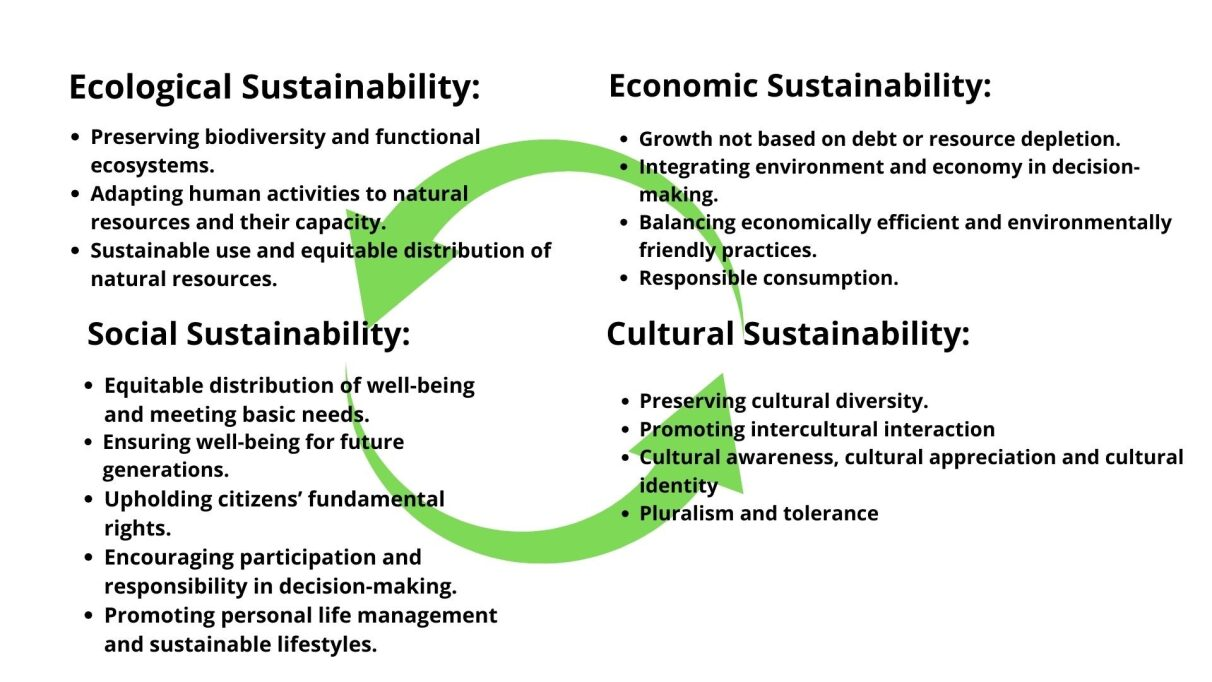 Ecological Sustainability:
• Preserving biodiversity and functional
ecosystems.
• Adapting human activities to natural
resources and their capacity.
• Sustainable use and equitable distribution of
natural resources.
Economic Sustainability:
• Growth not based on debt or resource depletion.
• Integrating environment and economy in decision-
making.
• Balancing economically efficient and environmentally
friendly practices.
• Responsible consumption.
Social Sustainability:
• Equitable distribution of well-being
and meeting basic needs.
• Ensuring well-being for future
generations.
• Upholding citizens’ fundamental
rights.
• Encouraging participation and
responsibility in decision-making.
• Promoting personal life management
and sustainable lifestyles.
Cultural Sustainability:
• Preserving cultural diversity.
• Promoting intercultural interaction
• Cultural awareness, cultural appreciation and cultural
identity
• Pluralism and tolerance